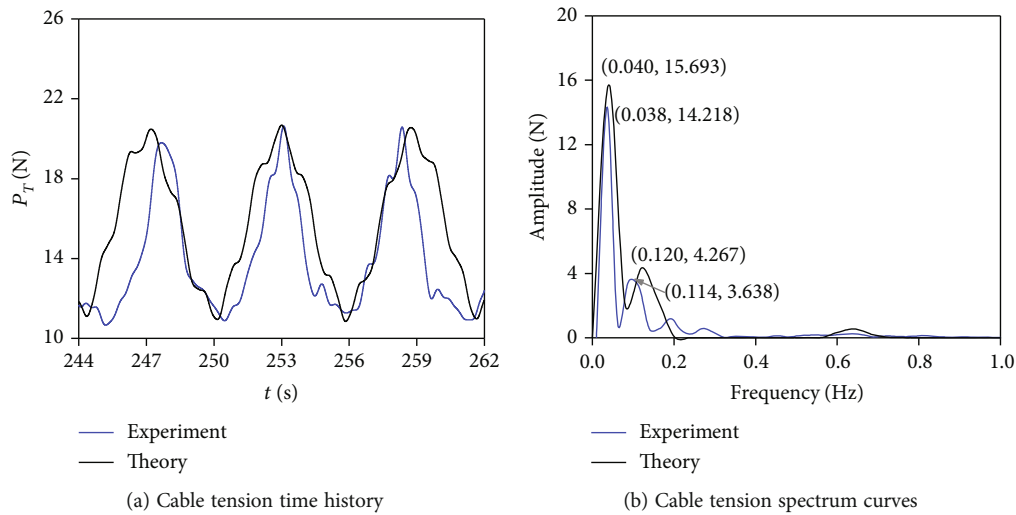 26
22
18
14
10
P_T (N)
244
247
250
253
256
259
262
t (s)
Experiment
Theory
(a) Cable tension time history
20
16
12
8
4
0
Amplitude (N)
(0.040, 15.693)
(0.038, 14.218)
(0.120, 4.267)
(0.114, 3.638)
0.0
0.2
0.4
0.6
0.8
1.0
Frequency (Hz)
Experiment
Theory
(b) Cable tension spectrum curves